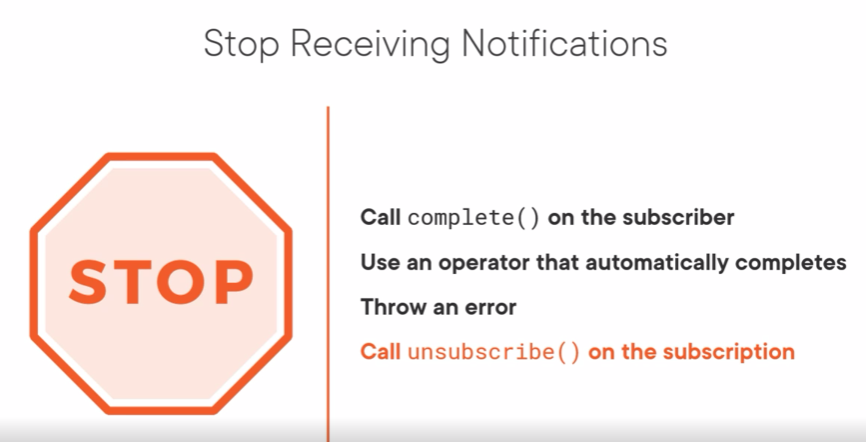 Stop Receiving Notifications
STOP
Call complete() on the subscriber
Use an operator that automatically completes
Throw an error
Call unsubscribe() on the subscription